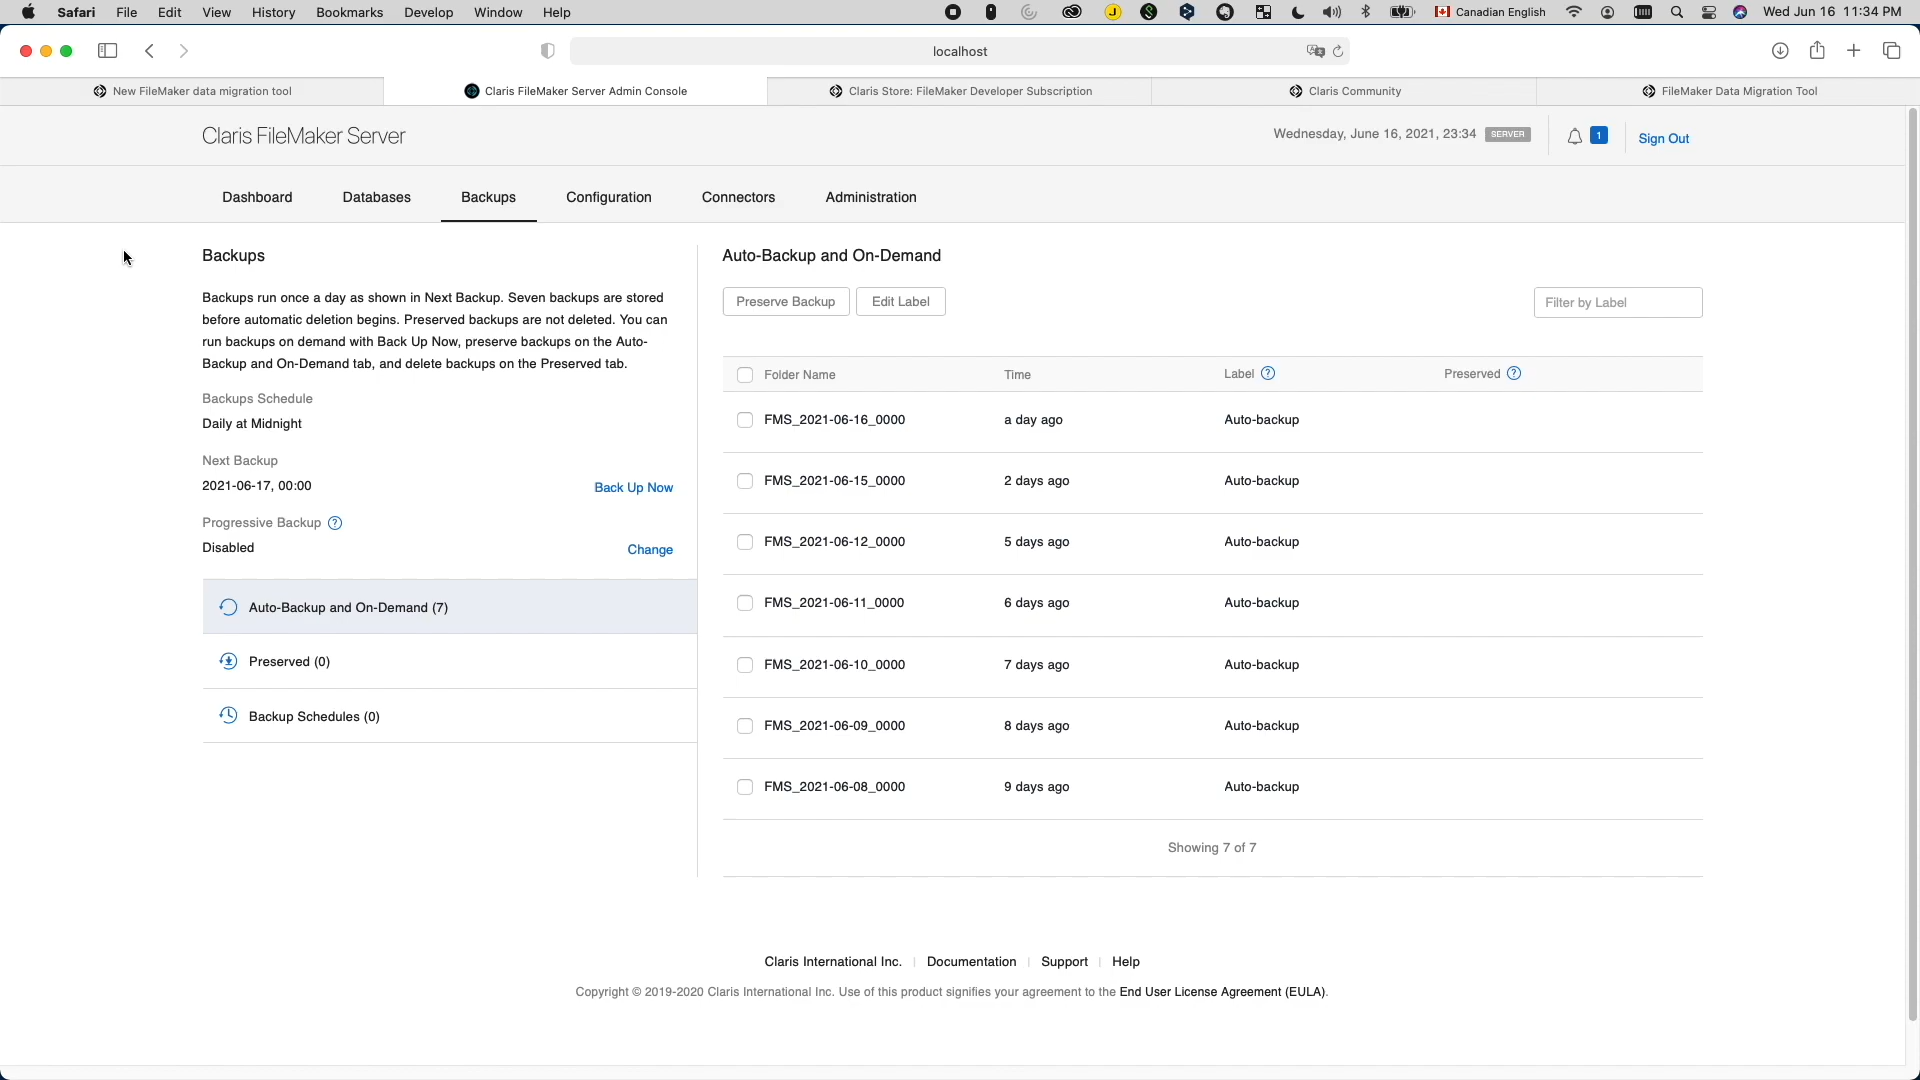 Safari File Edit View History Bookmarks Develop Window Help Canadian English Wed Jun 16 11:34 PM
localhost
New FileMaker data migration tool
Claris FileMaker Server Admin Console
Claris Store: FileMaker Developer Subscription
Claris Community
FileMaker Data Migration Tool
Claris FileMaker Server
Wednesday, June 16, 2021, 23:34 SERVER
1
Sign Out
Dashboard Databases Backups Configuration Connectors Administration
Backups
Backups run once a day as shown in Next Backup. Seven backups are stored
before automatic deletion begins. Preserved backups are not deleted. You can
run backups on demand with Back Up Now, preserve backups on the Auto-
Backup and On-Demand tab, and delete backups on the Preserved tab.
Backups Schedule
Daily at Midnight
Next Backup
2021-06-17, 00:00 Back Up Now
Progressive Backup ?
Disabled Change
Auto-Backup and On-Demand (7)
Preserved (0)
Backup Schedules (0)
Auto-Backup and On-Demand
Preserve Backup Edit Label Filter by Label
Folder Name Time Label ? Preserved ?
FMS_2021-06-16_0000 a day ago Auto-backup
FMS_2021-06-15_0000 2 days ago Auto-backup
FMS_2021-06-12_0000 5 days ago Auto-backup
FMS_2021-06-11_0000 6 days ago Auto-backup
FMS_2021-06-10_0000 7 days ago Auto-backup
FMS_2021-06-09_0000 8 days ago Auto-backup
FMS_2021-06-08_0000 9 days ago Auto-backup
Showing 7 of 7
Claris International Inc. | Documentation | Support | Help
Copyright © 2019-2020 Claris International Inc. Use of this product signifies your agreement to the End User License Agreement (EULA).